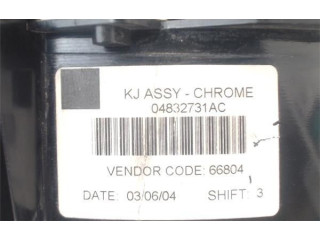 KJ ASSY - CHROME
04832731AC
VENDOR CODE: 66804
DATE: 03/06/04 SHIFT: 3